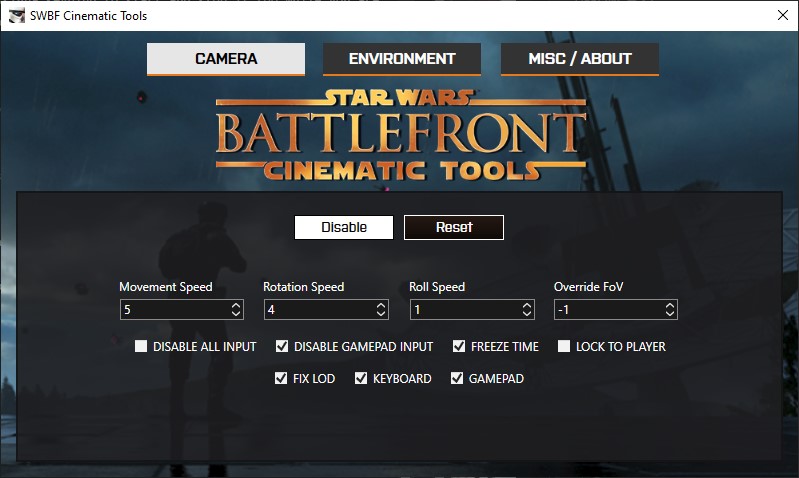 SWBF Cinematic Tools
CAMERA ENVIRONMENT MISC / ABOUT
STAR WARS
BATTLEFRONT
CINEMATIC TOOLS
Disable Reset
Movement Speed Rotation Speed Roll Speed Override FoV
5 4 1 -1
DISABLE ALL INPUT DISABLE GAMEPAD INPUT FREEZE TIME LOCK TO PLAYER
FIX LOD KEYBOARD GAMEPAD